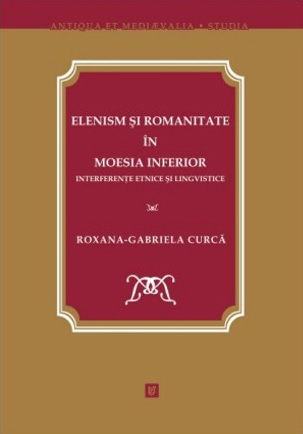 ANTIQUA ET MEDIÆVALIA • STUDIA
ELENISM ŞI ROMANITATE
ÎN
MOESIA INFERIOR
INTERFERENŢE ETNICE ŞI LINGVISTICE
ROXANA-GABRIELA CURCĂ